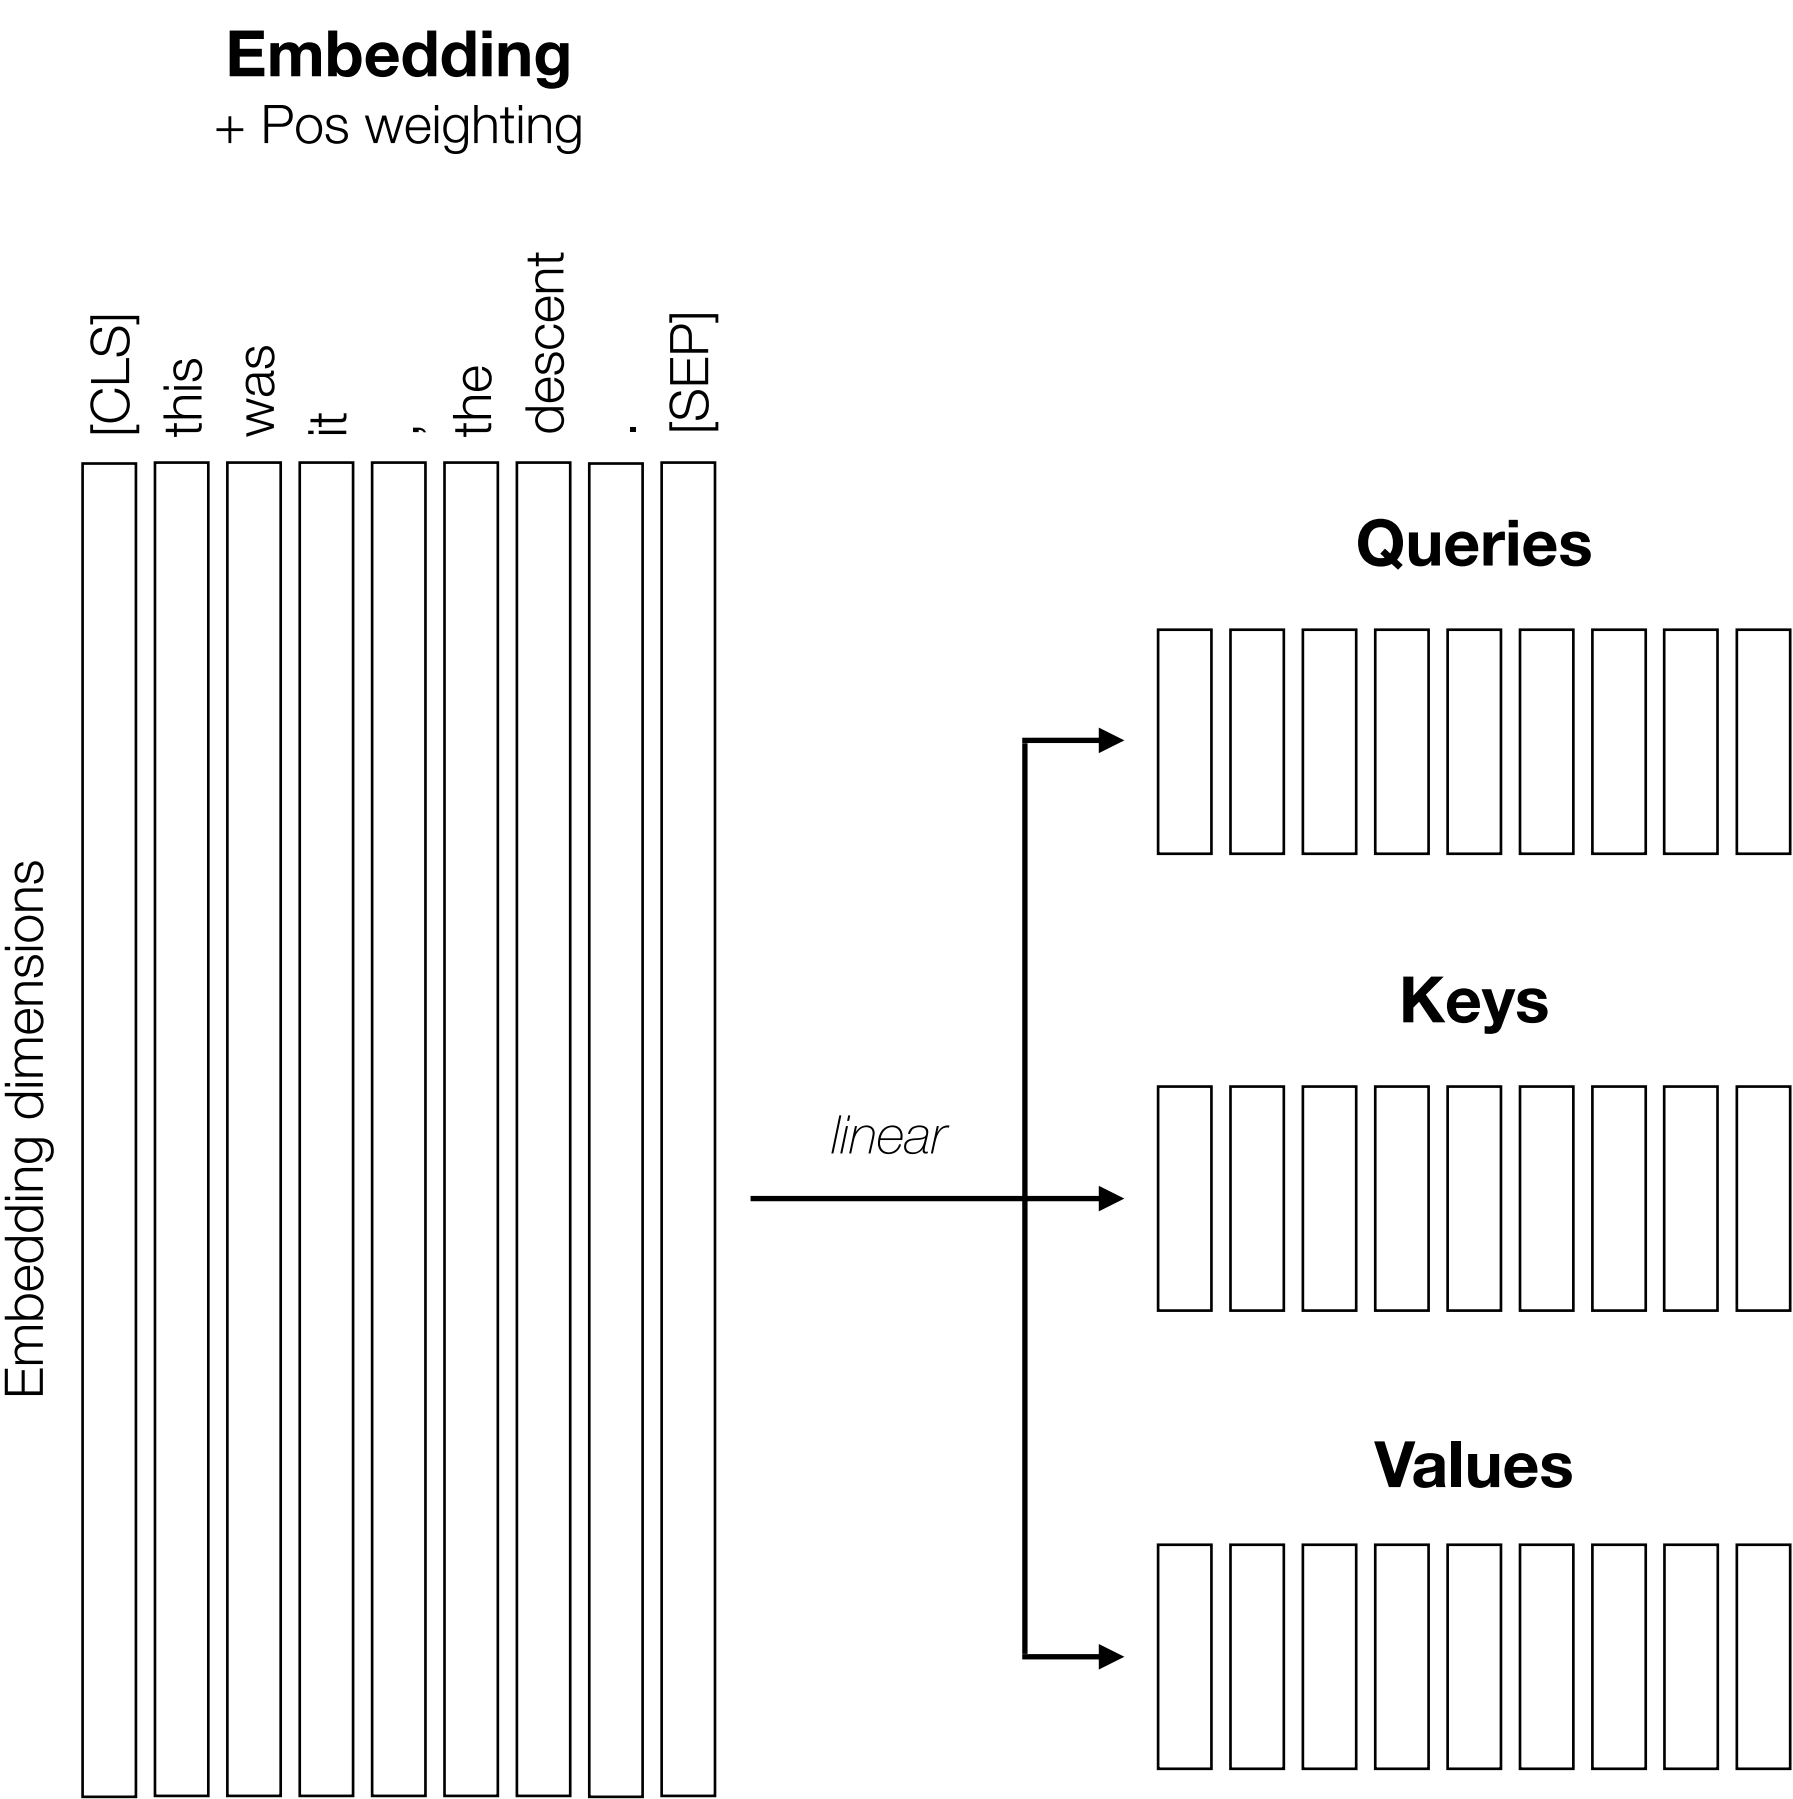 Embedding
+ Pos weighting
[CLS]
this
was
it
,
the
descent
.
[SEP]
Embedding dimensions
linear
Queries
Keys
Values